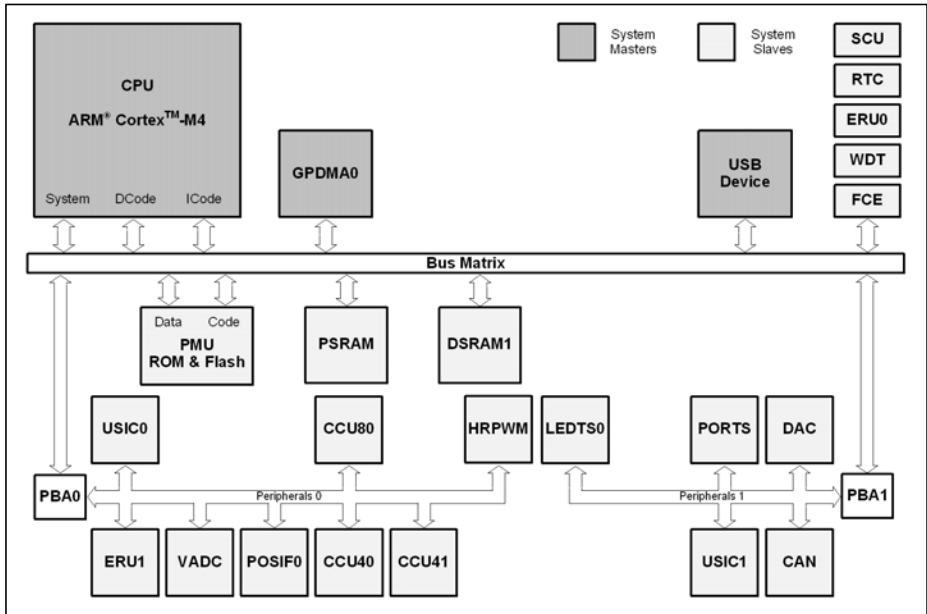 CPU
ARM® Cortex™-M4
System DCode ICode
GPDMA0
System
Masters
System
Slaves
USB
Device
SCU
RTC
ERU0
WDT
FCE
Bus Matrix
Data Code
PMU
ROM & Flash
PSRAM
DSRAM1
USIC0
CCU80
HRPWM
LEDTS0
PORTS
DAC
PBA0
Peripherals 0
Peripherals 1
PBA1
ERU1
VADC
POSIF0
CCU40
CCU41
USIC1
CAN